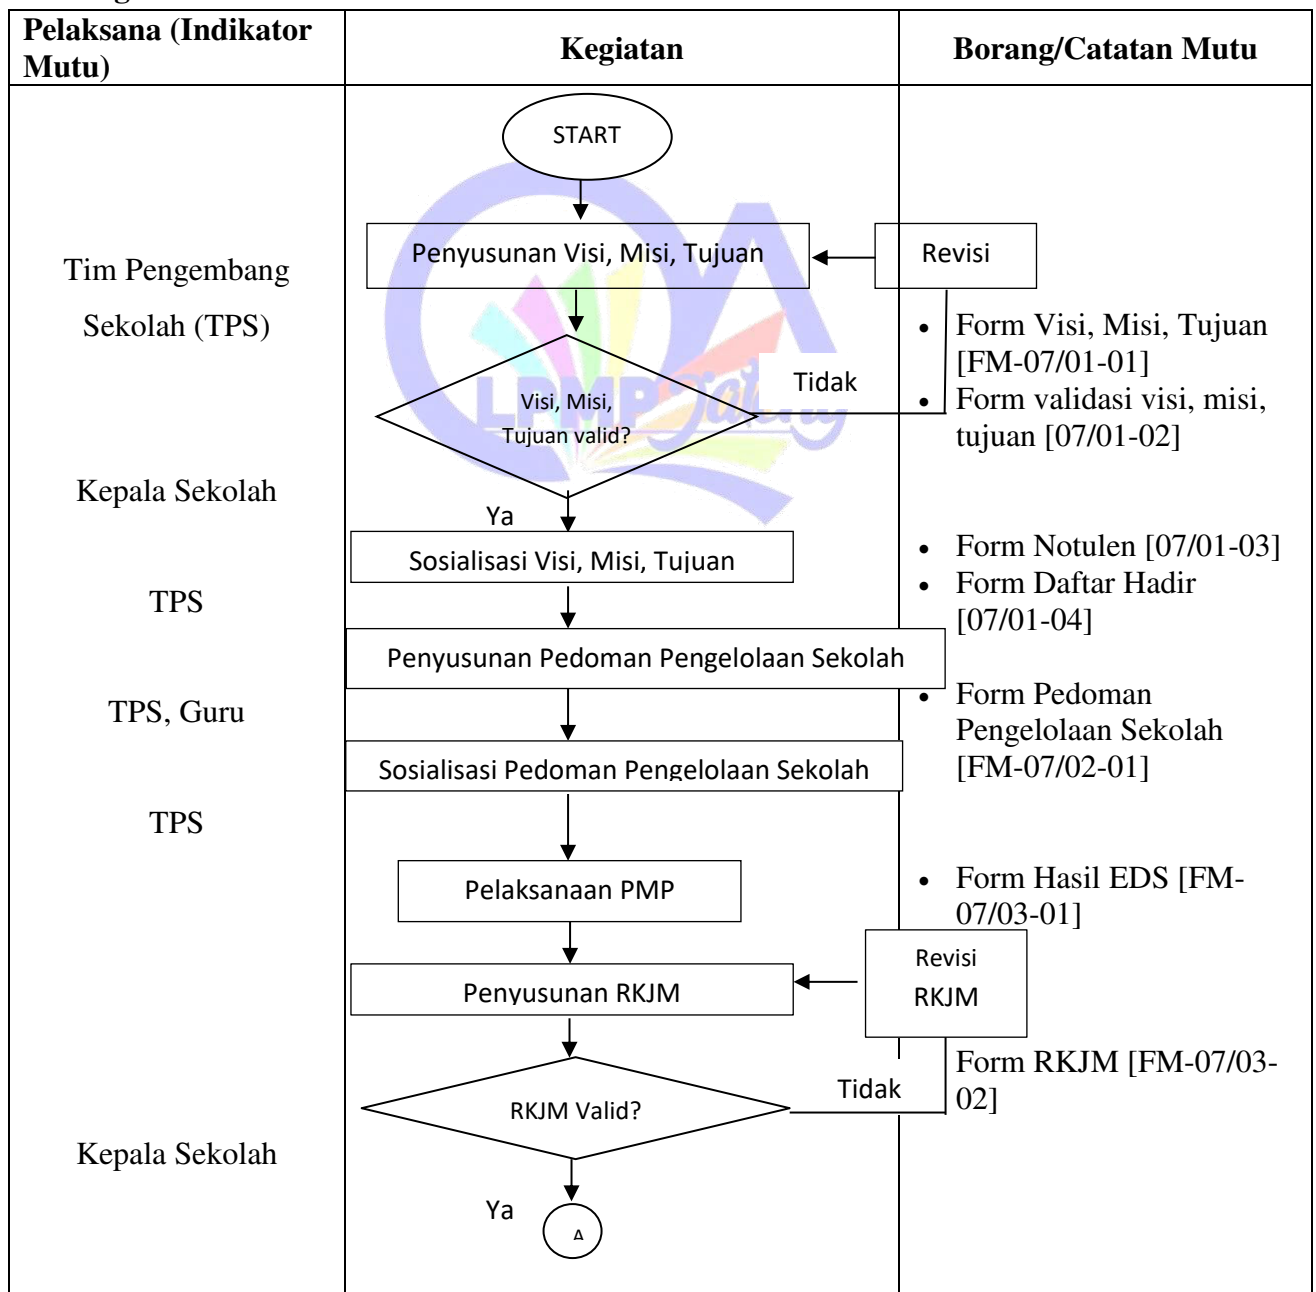 Pelaksana (Indikator
Mutu)
Kegiatan
Borang/Catatan Mutu
START
Penyusunan Visi, Misi, Tujuan
Revisi
Tim Pengembang
Sekolah (TPS)
• Form Visi, Misi, Tujuan
[FM-07/01-01]
• Form validasi visi, misi,
tujuan [07/01-02]
Tidak
LPMP Jateng
Visi, Misi,
Tujuan valid?
Kepala Sekolah
Ya
Sosialisasi Visi, Misi, Tujuan
• Form Notulen [07/01-03]
• Form Daftar Hadir
[07/01-04]
TPS
Penyusunan Pedoman Pengelolaan Sekolah
TPS, Guru
• Form Pedoman
Pengelolaan Sekolah
[FM-07/02-01]
Sosialisasi Pedoman Pengelolaan Sekolah
TPS
Pelaksanaan PMP
• Form Hasil EDS [FM-
07/03-01]
Revisi
RKJM
Penyusunan RKJM
Form RKJM [FM-07/03-
02]
Tidak
RKJM Valid?
Kepala Sekolah
Ya
A